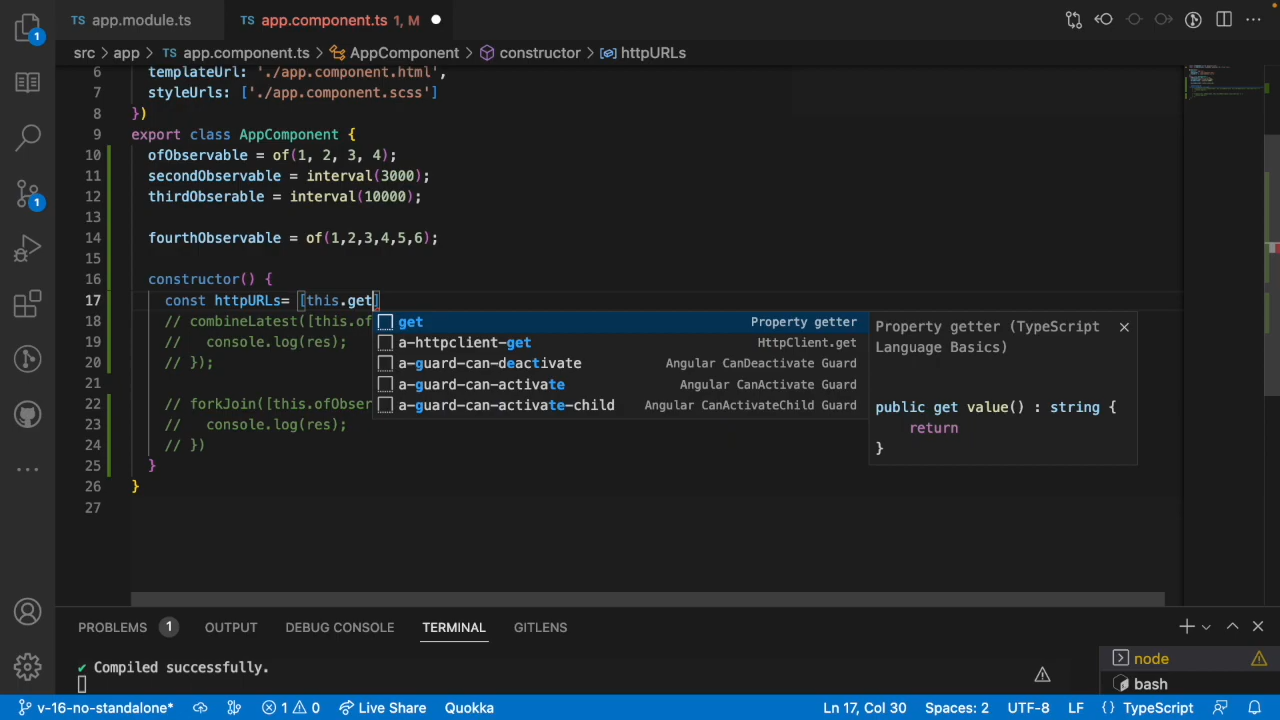 TS app.module.ts
TS app.component.ts 1, M
src > app > TS app.component.ts > AppComponent > constructor > httpURLs
1
6 templateUrl: './app.component.html',
7 styleUrls: ['./app.component.scss']
8 })
9 export class AppComponent {
10 ofObservable = of(1, 2, 3, 4);
11 secondObservable = interval(3000);
12 thirdObserable = interval(10000);
13
14 fourthObservable = of(1,2,3,4,5,6);
15
16 constructor() {
17 const httpURLs= [this.get]
18 // combineLatest([this.of
19 // console.log(res);
20 // });
21
22 // forkJoin([this.ofObser
23 // console.log(res);
24 // })
25 }
26 }
27
1
get Property getter
a-httpclient-get HttpClient.get
a-guard-can-deactivate Angular CanDeactivate Guard
a-guard-can-activate Angular CanActivate Guard
a-guard-can-activate-child Angular CanActivateChild Guard
Property getter (TypeScript
Language Basics)
public get value() : string {
return
}
PROBLEMS 1 OUTPUT DEBUG CONSOLE TERMINAL GITLENS
✔ Compiled successfully.
node
bash
v-16-no-standalone* 1 0 Live Share Quokka Ln 17, Col 30 Spaces: 2 UTF-8 LF {} TypeScript